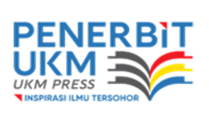 PENERBIT
UKM
UKM PRESS
INSPIRASI ILMU TERSOHOR